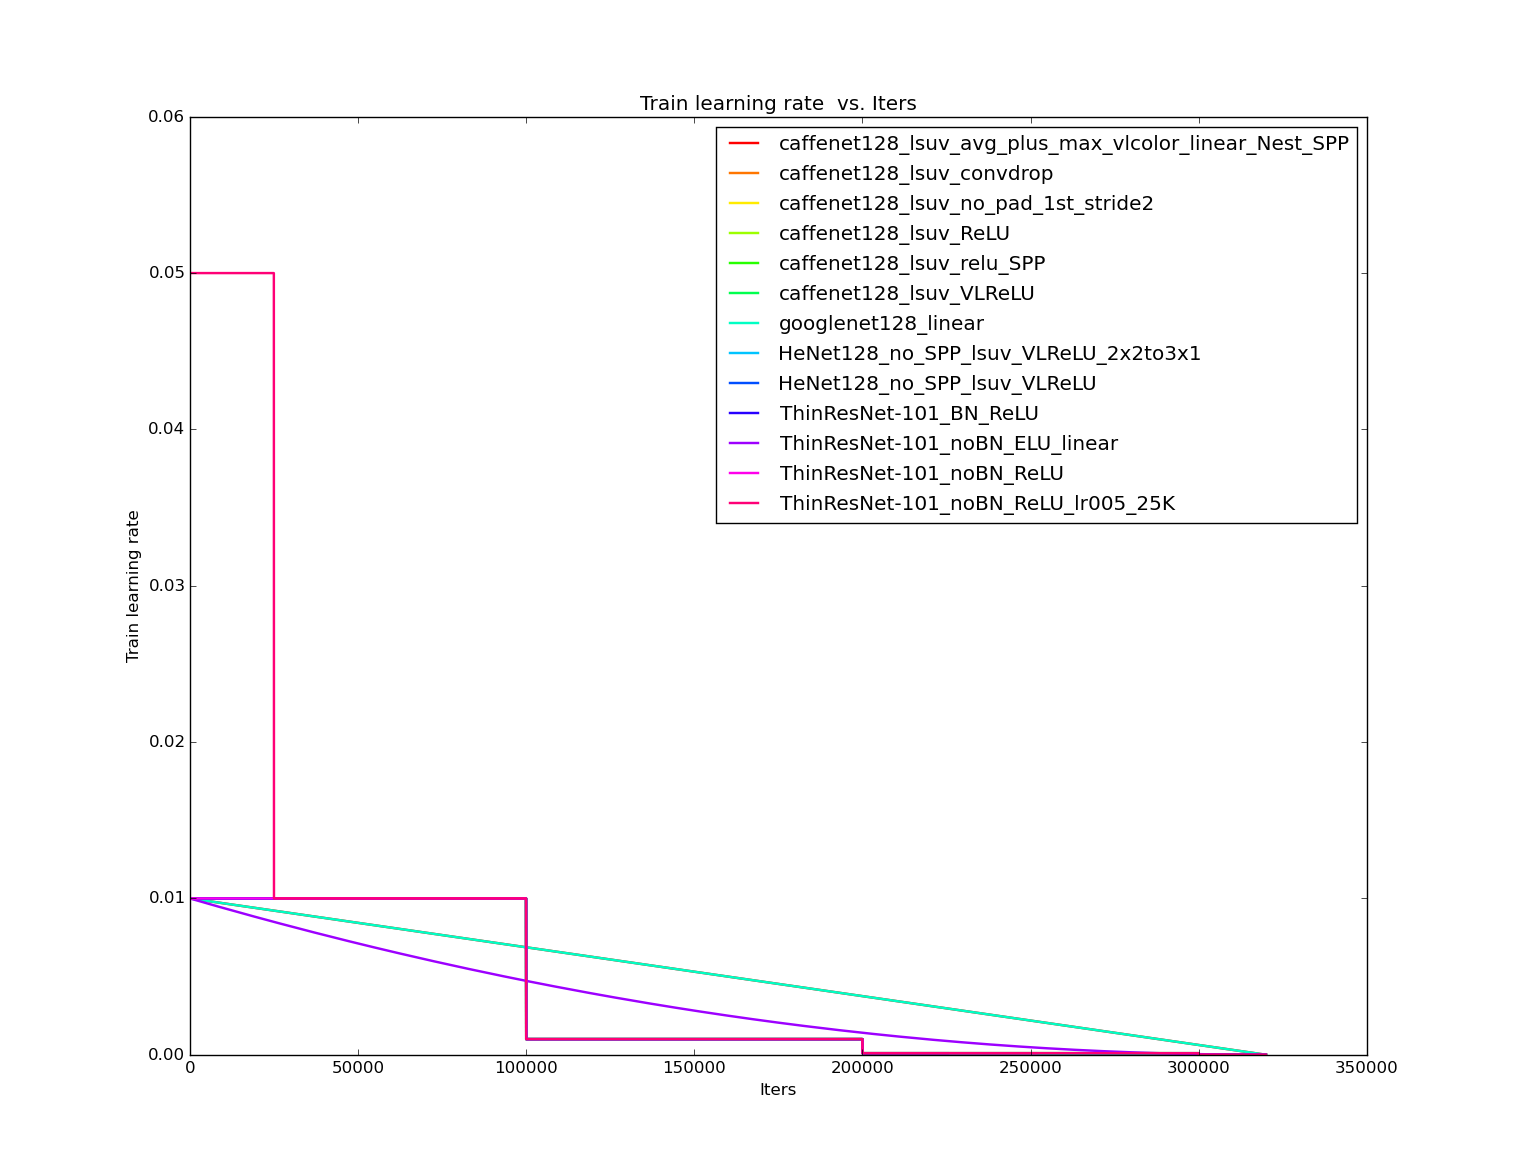 Train learning rate  vs. Iters
0.06
0.05
0.04
0.03
0.02
0.01
0.00
Train learning rate
caffenet128_lsuv_avg_plus_max_vlcolor_linear_Nest_SPP
caffenet128_lsuv_convdrop
caffenet128_lsuv_no_pad_1st_stride2
caffenet128_lsuv_ReLU
caffenet128_lsuv_relu_SPP
caffenet128_lsuv_VLReLU
googlenet128_linear
HeNet128_no_SPP_lsuv_VLReLU_2x2to3x1
HeNet128_no_SPP_lsuv_VLReLU
ThinResNet-101_BN_ReLU
ThinResNet-101_noBN_ELU_linear
ThinResNet-101_noBN_ReLU
ThinResNet-101_noBN_ReLU_lr005_25K
0 50000 100000 150000 200000 250000 300000 350000
Iters